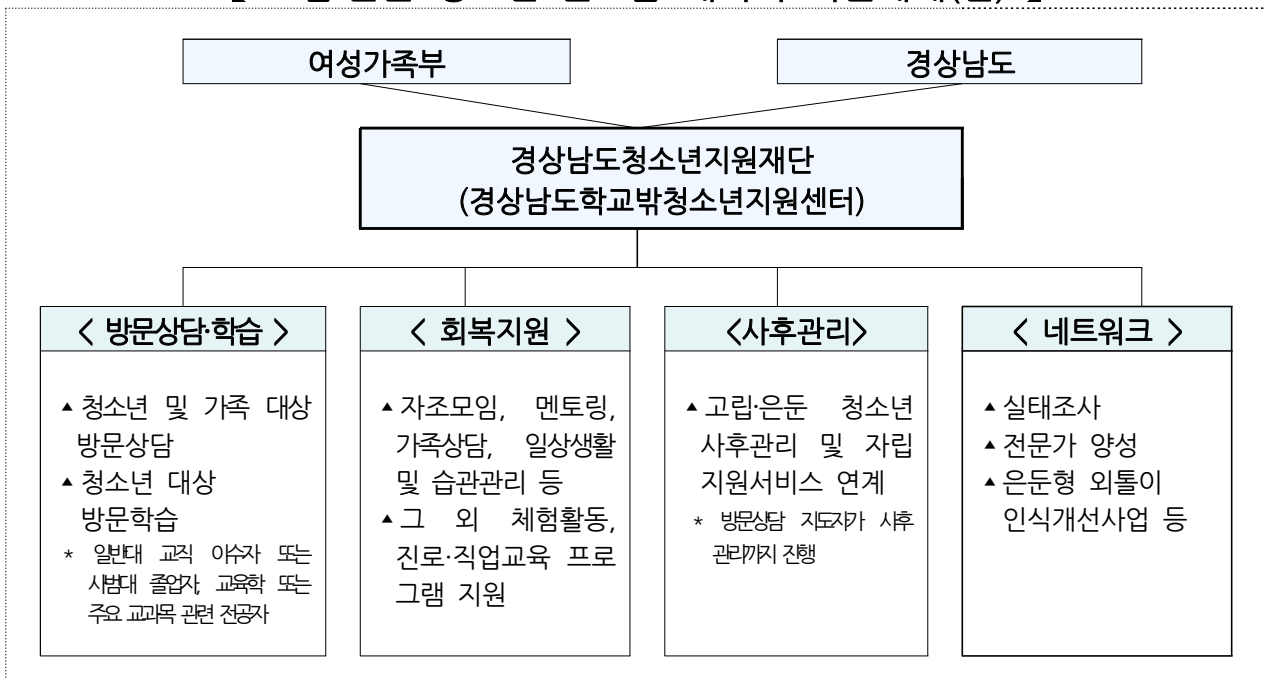 여성가족부
경상남도
경상남도청소년지원재단
(경상남도학교밖청소년지원센터)
< 방문상담·학습 >
▲ 청소년 및 가족 대상
방문상담
▲ 청소년 대상
방문학습
* 일반대 교직 이수자 또는
사범대 졸업자, 교육학 또는
주요 교과목 관련 전공자
< 회복지원 >
▲ 자조모임, 멘토링,
가족상담, 일상생활
및 습관관리 등
▲ 그 외 체험활동,
진로·직업교육 프로
그램 지원
<사후관리>
▲ 고립·은둔 청소년
사후관리 및 자립
지원서비스 연계
* 방문상담 지도자가 사후
관리까지 진행
< 네트워크 >
▲ 실태조사
▲ 전문가 양성
▲ 은둔형 외톨이
인식개선사업 등